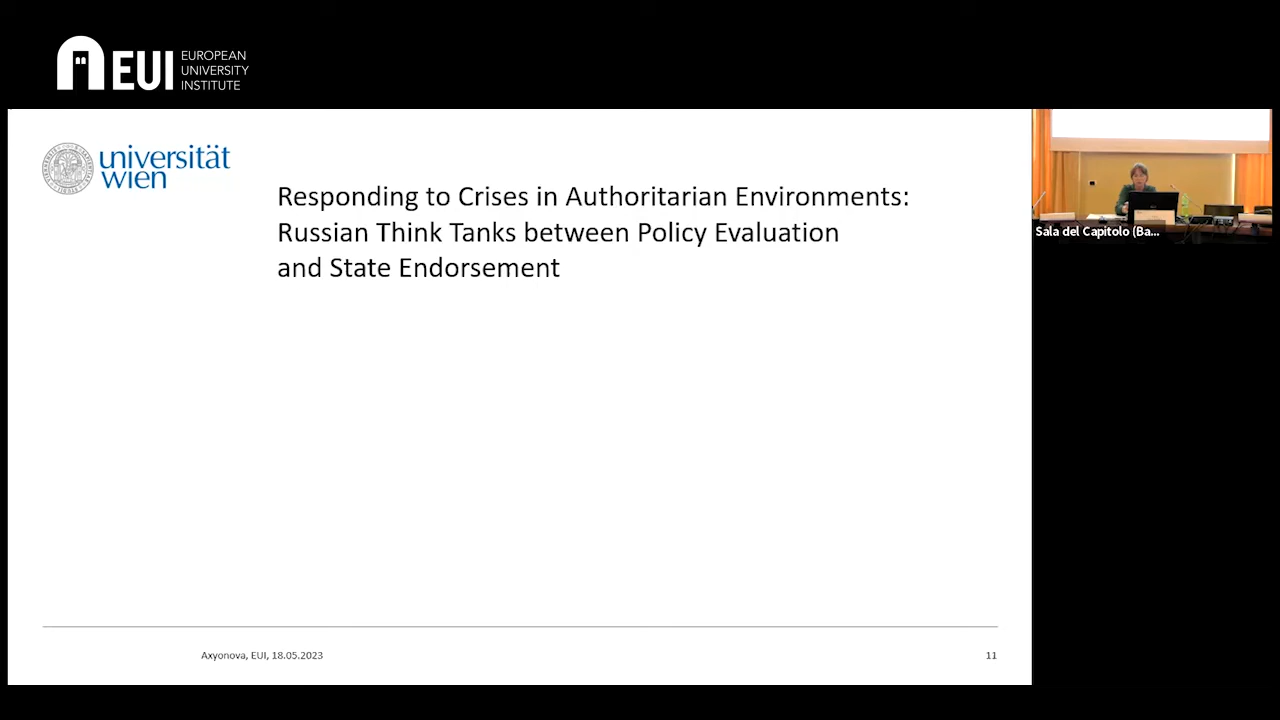 EUI
EUROPEAN
UNIVERSITY
INSTITUTE
universität
wien
Responding to Crises in Authoritarian Environments:
Russian Think Tanks between Policy Evaluation
and State Endorsement
Sala del Capitolo (Ba...
Axyonova, EUI, 18.05.2023
11